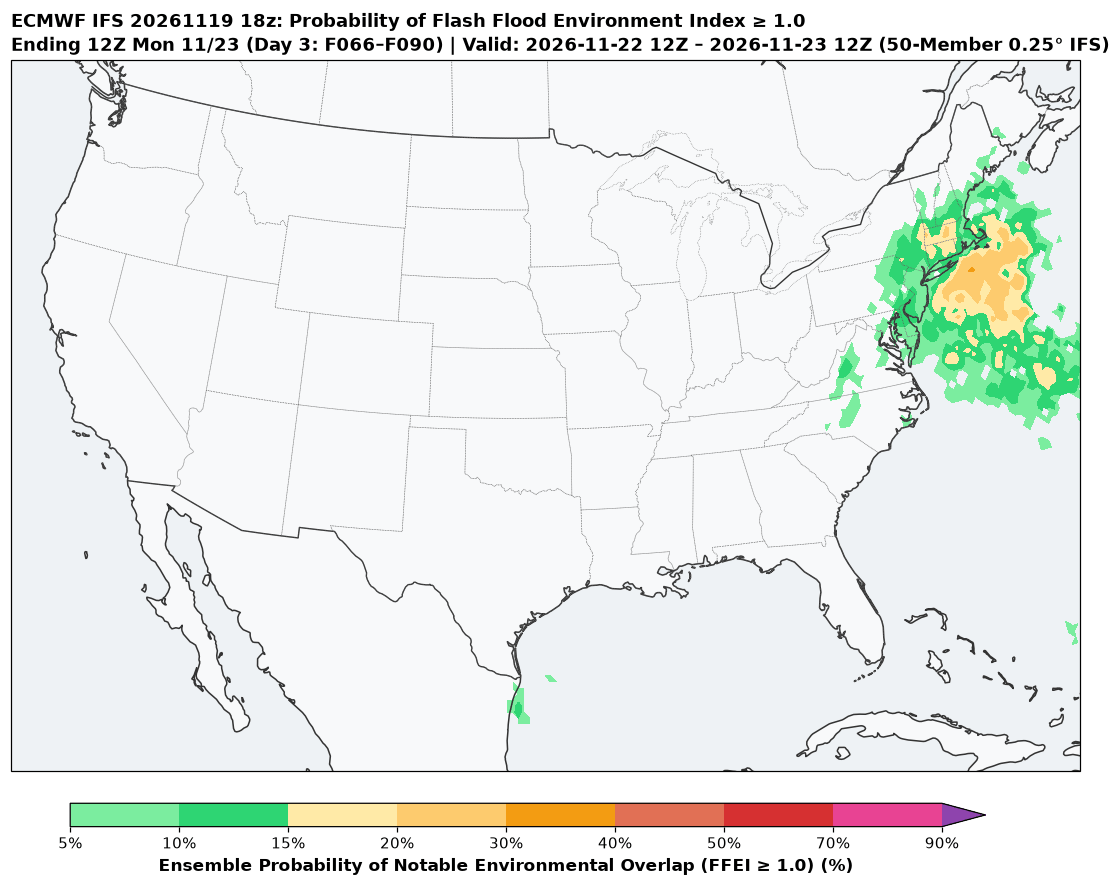 ECMWF IFS 20261119 18z: Probability of Flash Flood Environment Index ≥ 1.0
Ending 12Z Mon 11/23 (Day 3: F066–F090) | Valid: 2026-11-22 12Z – 2026-11-23 12Z (50-Member 0.25° IFS)
5% 10% 15% 20% 30% 40% 50% 70% 90%
Ensemble Probability of Notable Environmental Overlap (FFEI ≥ 1.0) (%)